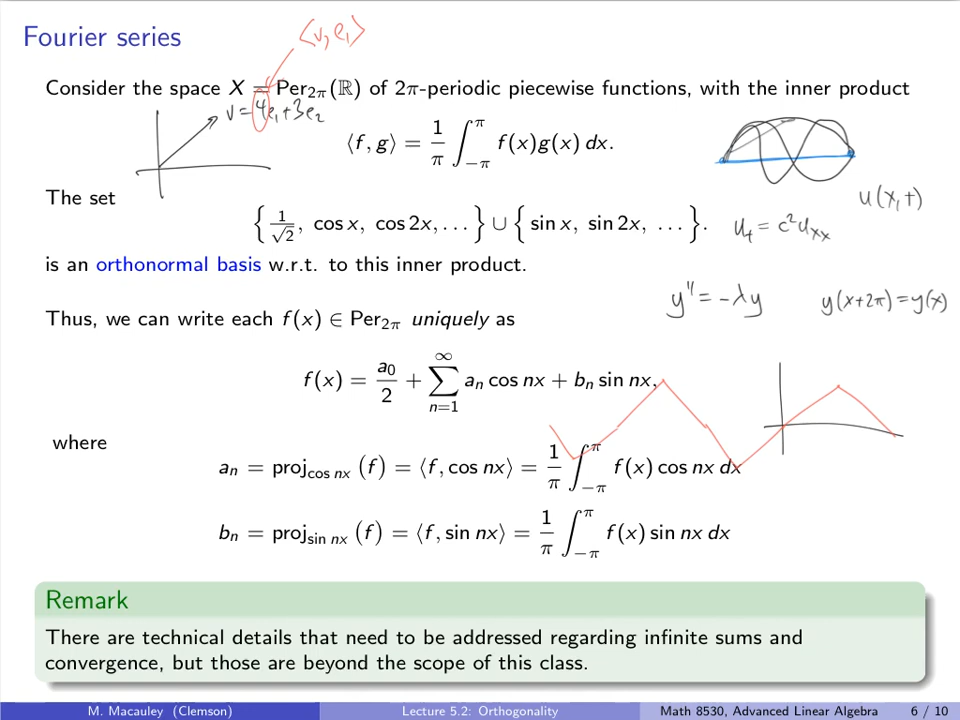 Fourier series
⟨v, e₁⟩
Consider the space X = Per₂π(ℝ) of 2π-periodic piecewise functions, with the inner product
v = 4e₁+3e₂
⟨f, g⟩ = 1/π ∫_{−π}^{π} f(x)g(x) dx.
u(x,t)
The set
{ 1/√2, cos x, cos 2x, . . . } ∪ { sin x, sin 2x, . . . }.
u_t = c²u_xx
is an orthonormal basis w.r.t. to this inner product.
y'' = −λy
y(x+2π) = y(x)
Thus, we can write each f(x) ∈ Per₂π uniquely as
f(x) = a₀/2 + ∑_{n=1}^{∞} aₙ cos nx + bₙ sin nx,
where
aₙ = proj_{cos nx} (f) = ⟨f, cos nx⟩ = 1/π ∫_{−π}^{π} f(x) cos nx dx
bₙ = proj_{sin nx} (f) = ⟨f, sin nx⟩ = 1/π ∫_{−π}^{π} f(x) sin nx dx
Remark
There are technical details that need to be addressed regarding infinite sums and
convergence, but those are beyond the scope of this class.
M. Macauley (Clemson)
Lecture 5.2: Orthogonality
Math 8530, Advanced Linear Algebra
6 / 10